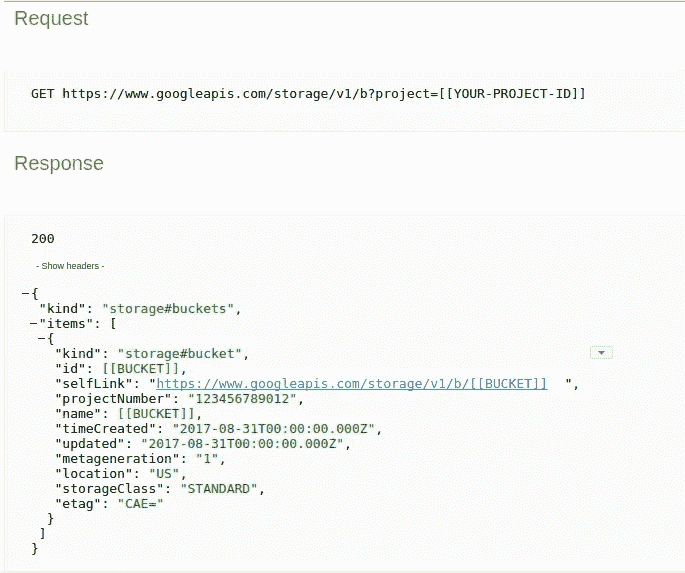 Request
GET https://www.googleapis.com/storage/v1/b?project=[[YOUR-PROJECT-ID]]
Response
200
- Show headers -
{
"kind": "storage#buckets",
"items": [
{
"kind": "storage#bucket",
"id": [[BUCKET]],
"selfLink": "https://www.googleapis.com/storage/v1/b/[[BUCKET]] ",
"projectNumber": "123456789012",
"name": [[BUCKET]],
"timeCreated": "2017-08-31T00:00:00.000Z",
"updated": "2017-08-31T00:00:00.000Z",
"metageneration": "1",
"location": "US",
"storageClass": "STANDARD",
"etag": "CAE="
}
]
}